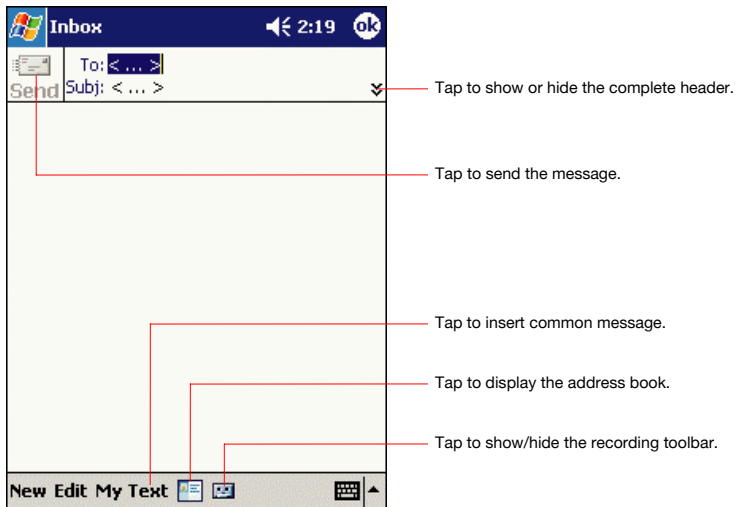 Inbox 2:19 ok
To: < ... >
Send Subj: < ... >
Tap to show or hide the complete header.
Tap to send the message.
Tap to insert common message.
Tap to display the address book.
Tap to show/hide the recording toolbar.
New Edit My Text